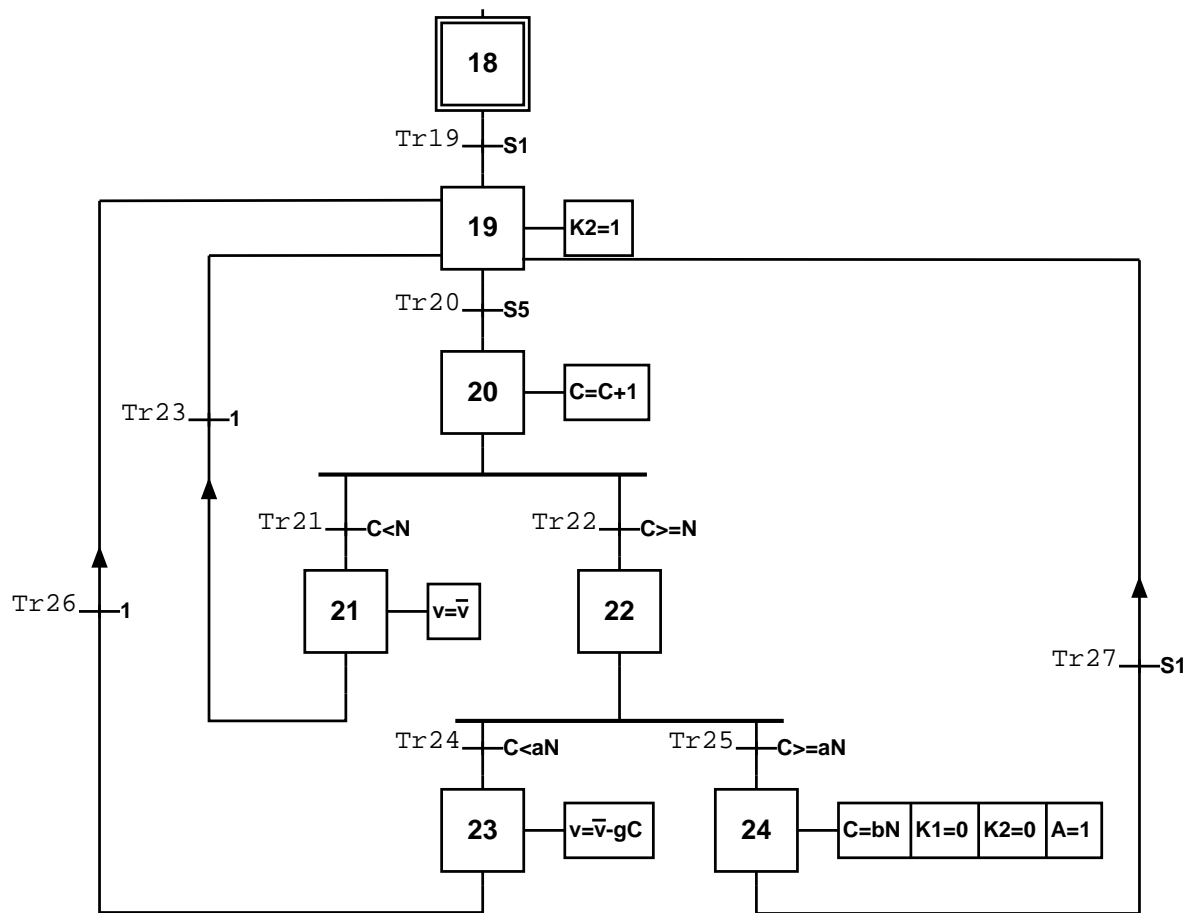 18
Tr19 S1
19 K2=1
Tr20 S5
20 C=C+1
Tr23 1
Tr21 C<N Tr22 C>=N
Tr26 1
21 v=v̅ 22
Tr27 S1
Tr24 C<aN Tr25 C>=aN
23 v=v̅-gC 24 C=bN K1=0 K2=0 A=1